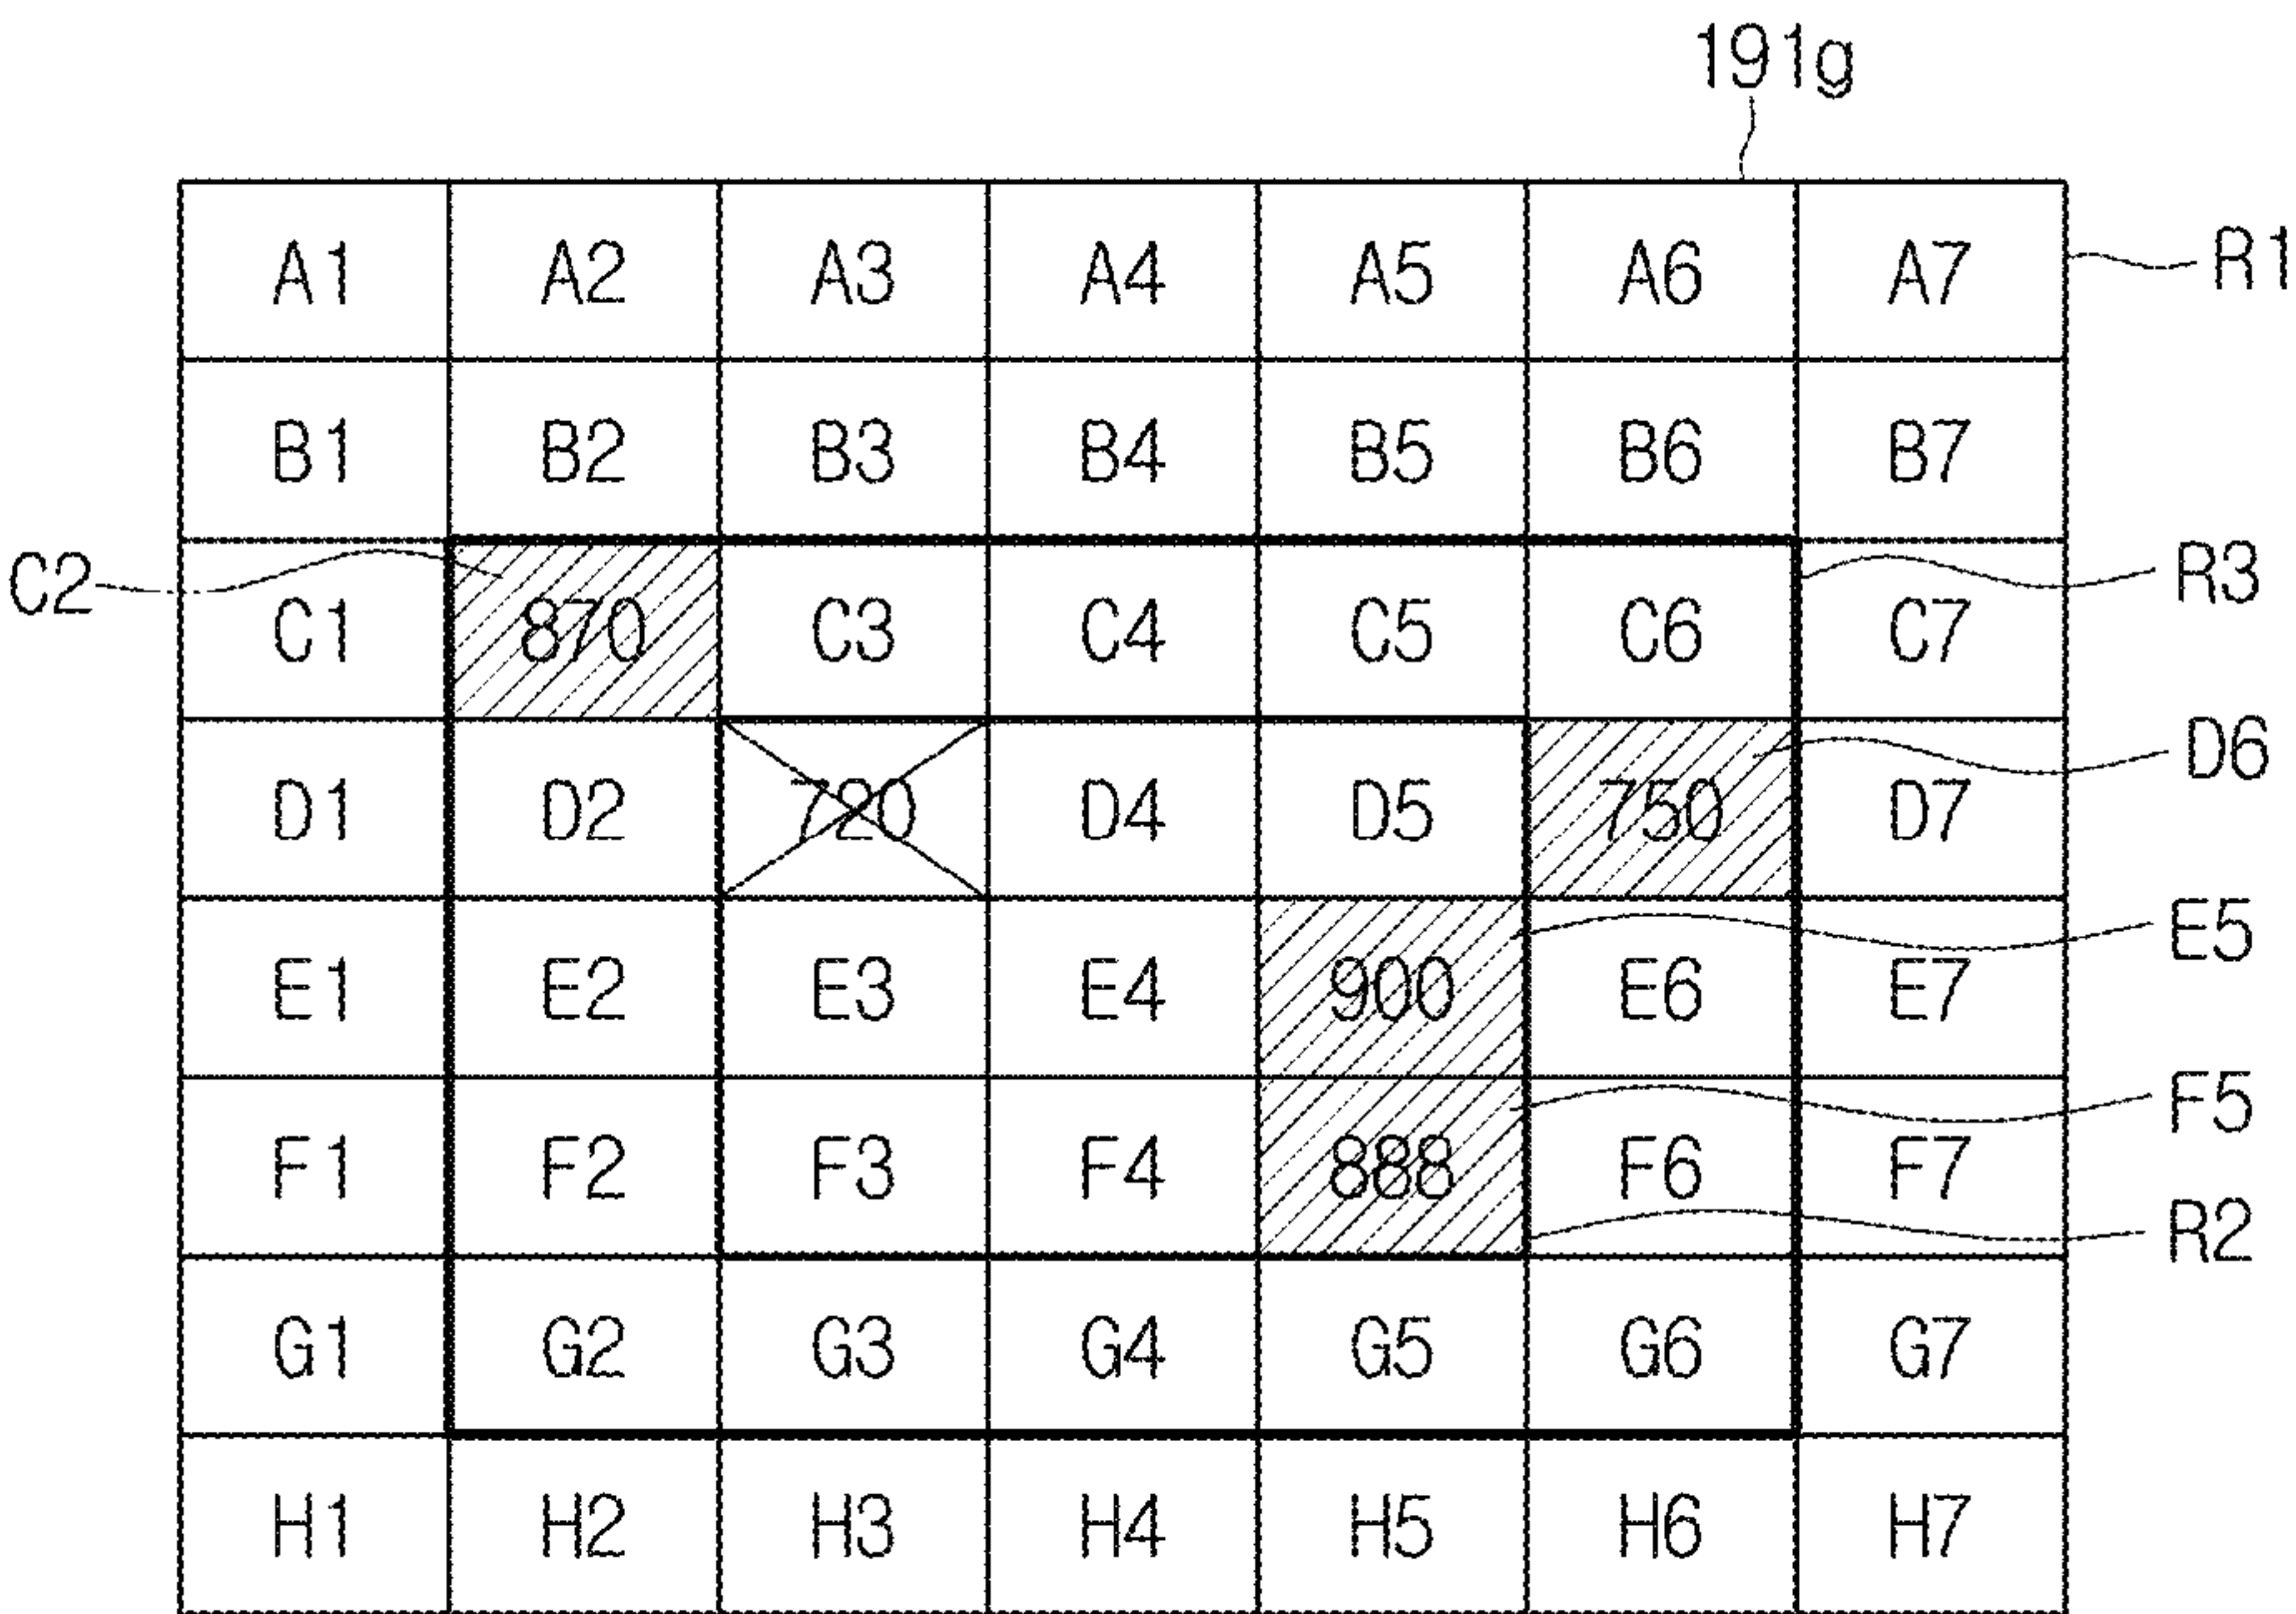 191g
A1 A2 A3 A4 A5 A6 A7 R1
B1 B2 B3 B4 B5 B6 B7
C2 C1 870 C3 C4 C5 C6 C7 R3
D1 D2 720 D4 D5 750 D7 D6
E1 E2 E3 E4 900 E6 E7 E5
F1 F2 F3 F4 888 F6 F7 F5
R2
G1 G2 G3 G4 G5 G6 G7
H1 H2 H3 H4 H5 H6 H7